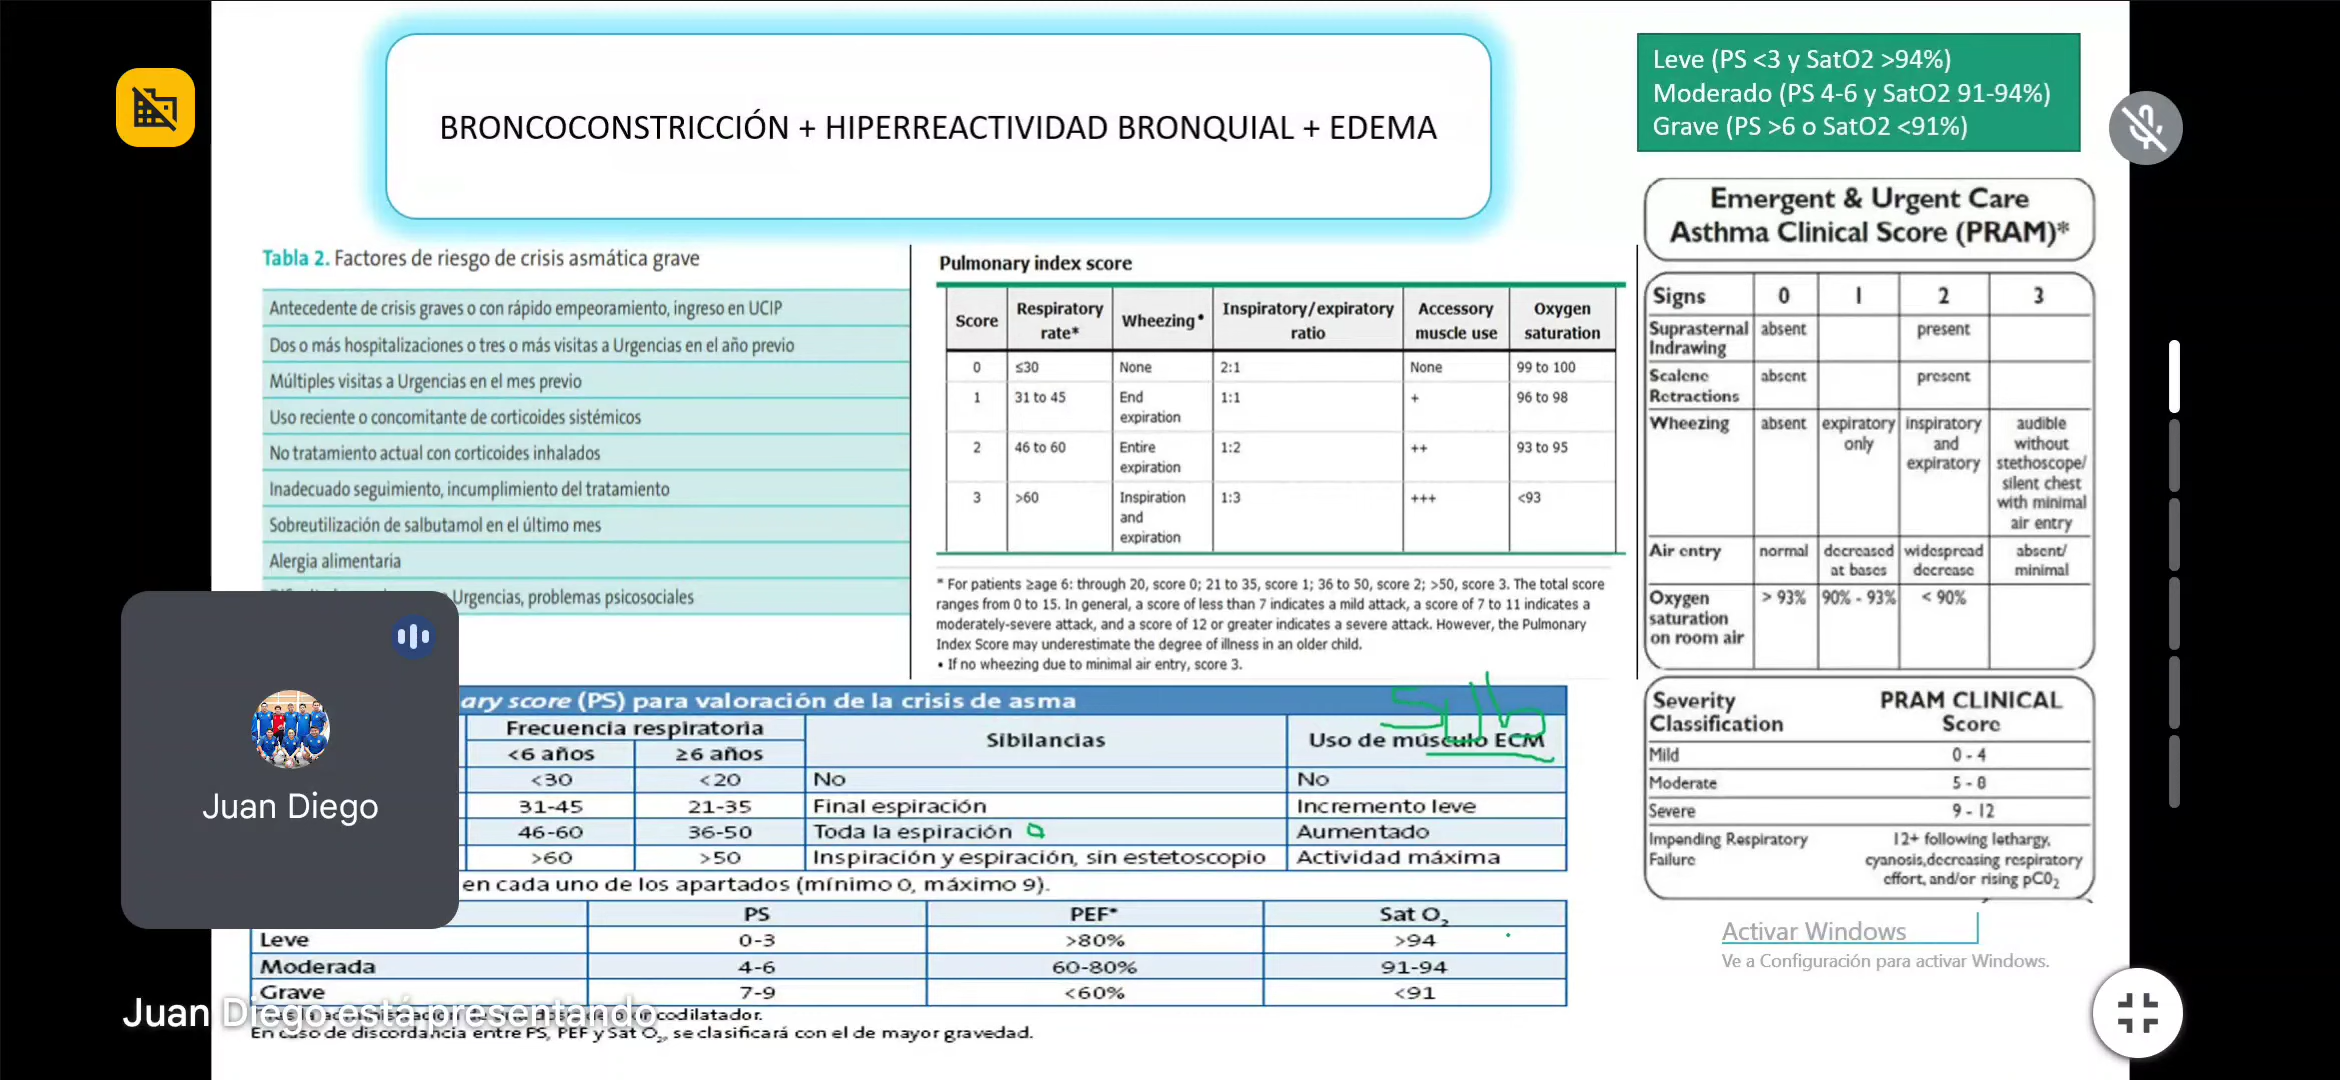 BRONCOCONSTRICCIÓN + HIPERREACTIVIDAD BRONQUIAL + EDEMA
Leve (PS <3 y SatO2 >94%)
Moderado (PS 4-6 y SatO2 91-94%)
Grave (PS >6 o SatO2 <91%)
Tabla 2. Factores de riesgo de crisis asmática grave
Antecedente de crisis graves o con rápido empeoramiento, ingreso en UCIP
Dos o más hospitalizaciones o tres o más visitas a Urgencias en el año previo
Múltiples visitas a Urgencias en el mes previo
Uso reciente o concomitante de corticoides sistémicos
No tratamiento actual con corticoides inhalados
Inadecuado seguimiento, incumplimiento del tratamiento
Sobreutilización de salbutamol en el último mes
Alergia alimentaria
Urgencias, problemas psicosociales
Pulmonary index score
Score Respiratory rate* Wheezing• Inspiratory/expiratory ratio Accessory muscle use Oxygen saturation
0 ≤30 None 2:1 None 99 to 100
1 31 to 45 End expiration 1:1 + 96 to 98
2 46 to 60 Entire expiration 1:2 ++ 93 to 95
3 >60 Inspiration and expiration 1:3 +++ <93
* For patients ≥age 6: through 20, score 0; 21 to 35, score 1; 36 to 50, score 2; >50, score 3. The total score
ranges from 0 to 15. In general, a score of less than 7 indicates a mild attack, a score of 7 to 11 indicates a
moderately-severe attack, and a score of 12 or greater indicates a severe attack. However, the Pulmonary
Index Score may underestimate the degree of illness in an older child.
• If no wheezing due to minimal air entry, score 3.
Emergent & Urgent Care
Asthma Clinical Score (PRAM)*
Signs 0 1 2 3
Suprasternal Indrawing absent present
Scalene Retractions absent present
Wheezing absent expiratory only inspiratory and expiratory audible without stethoscope/ silent chest with minimal air entry
Air entry normal decreased at bases widespread decrease absent/ minimal
Oxygen saturation on room air > 93% 90% - 93% < 90%
Severity Classification PRAM CLINICAL Score
Mild 0 - 4
Moderate 5 - 8
Severe 9 - 12
Impending Respiratory Failure 12+ following lethargy, cyanosis,decreasing respiratory effort, and/or rising pCO2
ary score (PS) para valoración de la crisis de asma
Frecuencia respiratoria Sibilancias Uso de músculo ECM
<6 años ≥6 años
<30 <20 No No
31-45 21-35 Final espiración Incremento leve
46-60 36-50 Toda la espiración Aumentado
>60 >50 Inspiración y espiración, sin estetoscopio Actividad máxima
en cada uno de los apartados (mínimo 0, máximo 9).
PS PEF* Sat O2
Leve 0-3 >80% >94
Moderada 4-6 60-80% 91-94
Grave 7-9 <60% <91
codilatador.
En caso de discordancia entre PS, PEF y Sat O2, se clasificará con el de mayor gravedad.
Juan Diego
Juan Diego está presentando
Activar Windows
Ve a Configuración para activar Windows.